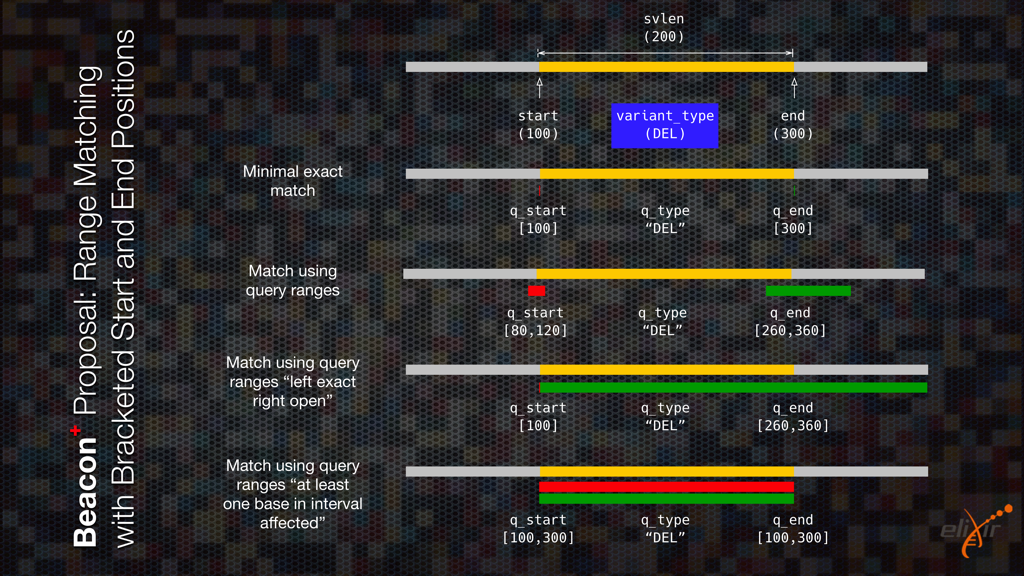 Beacon+ Proposal: Range Matching
with Bracketed Start and End Positions
svlen
(200)
start
(100)
variant_type
(DEL)
end
(300)
Minimal exact
match
q_start
[100]
q_type
“DEL”
q_end
[300]
Match using
query ranges
q_start
[80,120]
q_type
“DEL”
q_end
[260,360]
Match using query
ranges “left exact
right open”
q_start
[100]
q_type
“DEL”
q_end
[260,360]
Match using query
ranges “at least
one base in interval
affected”
q_start
[100,300]
q_type
“DEL”
q_end
[100,300]
elixir